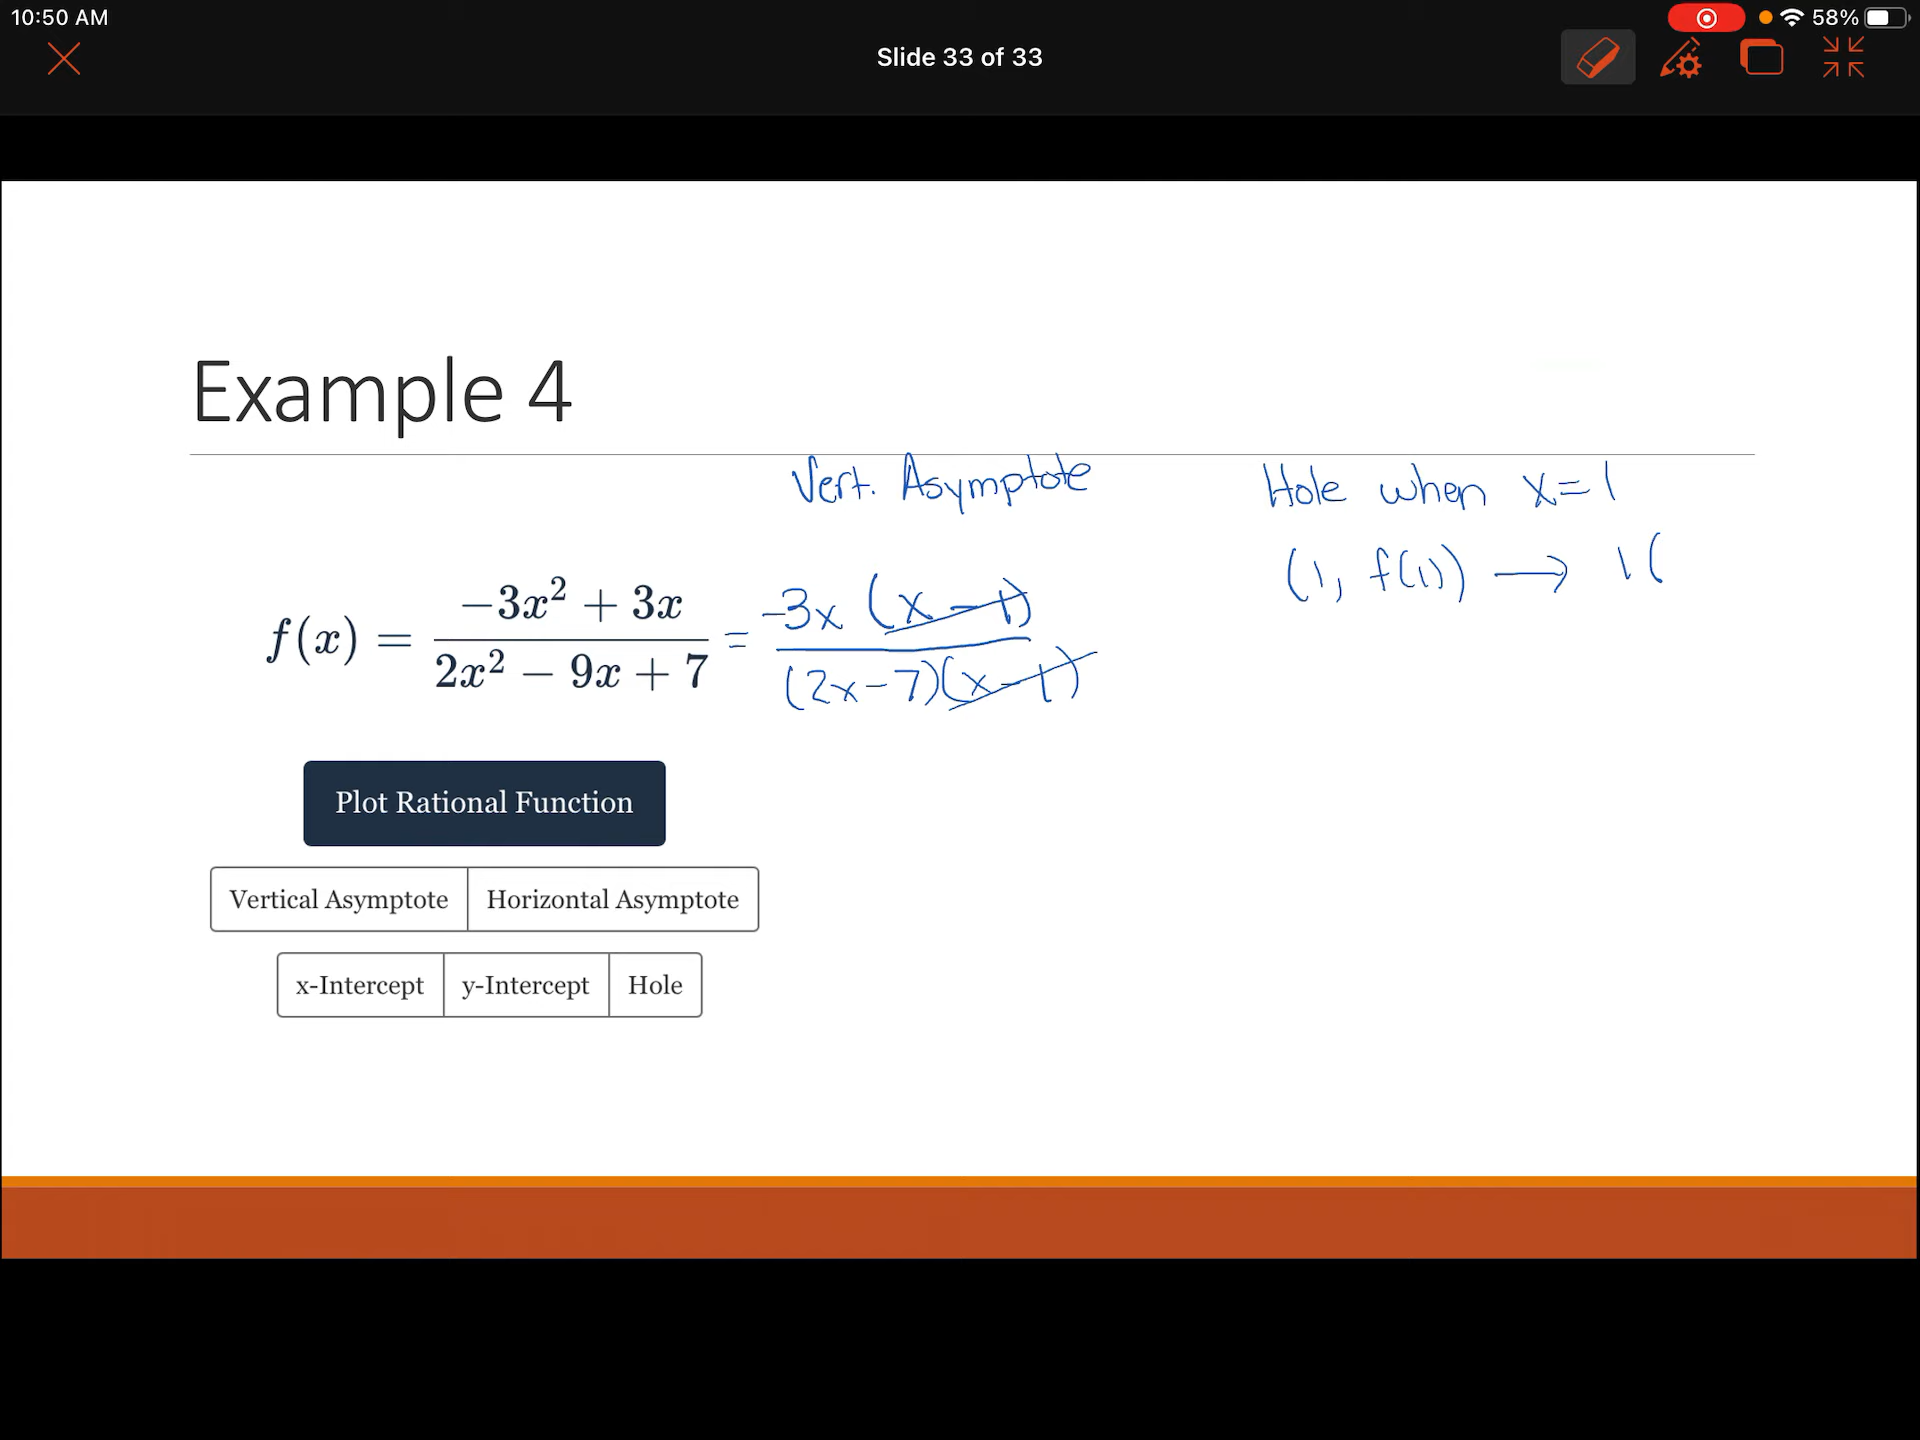 10:50 AM
58%
Slide 33 of 33
Example 4
Vert. Asymptote
Hole when x=1
(1, f(1)) → 1(
f(x) = (-3x² + 3x)/(2x² − 9x + 7) = (-3x (x-1))/((2x-7)(x-1))
Plot Rational Function
Vertical Asymptote Horizontal Asymptote
x-Intercept y-Intercept Hole